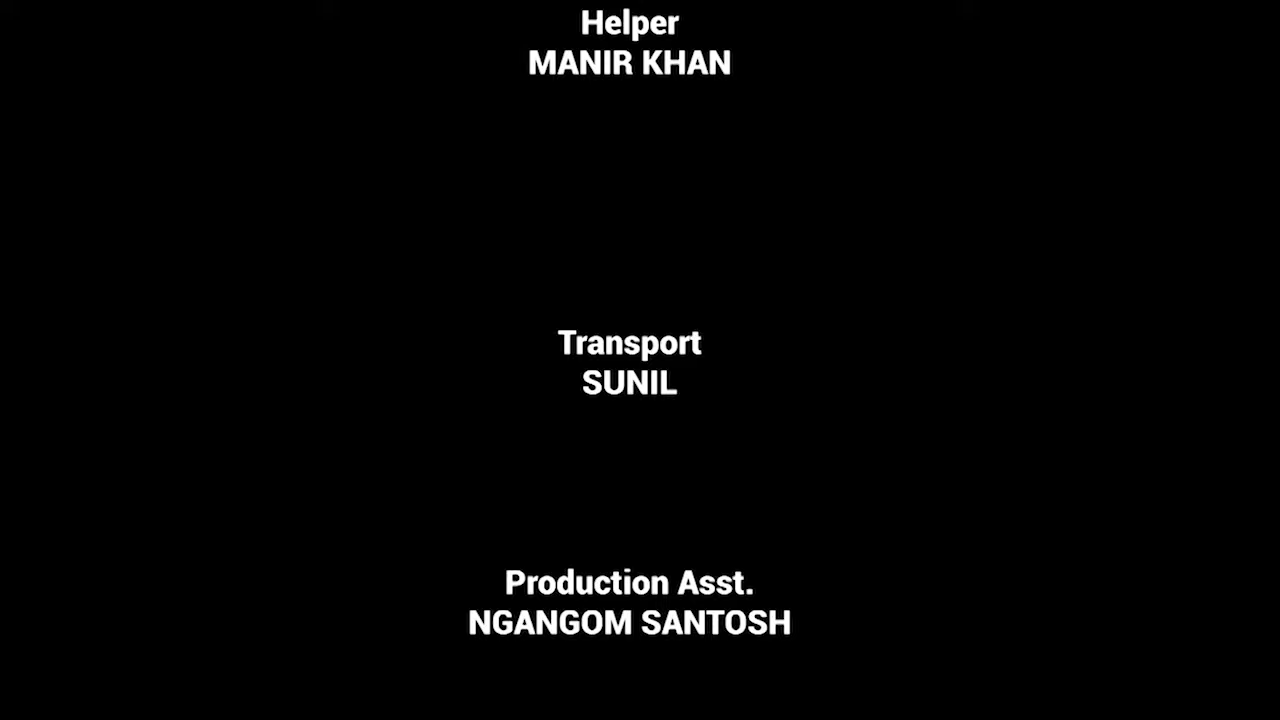 Helper
MANIR KHAN
Transport
SUNIL
Production Asst.
NGANGOM SANTOSH